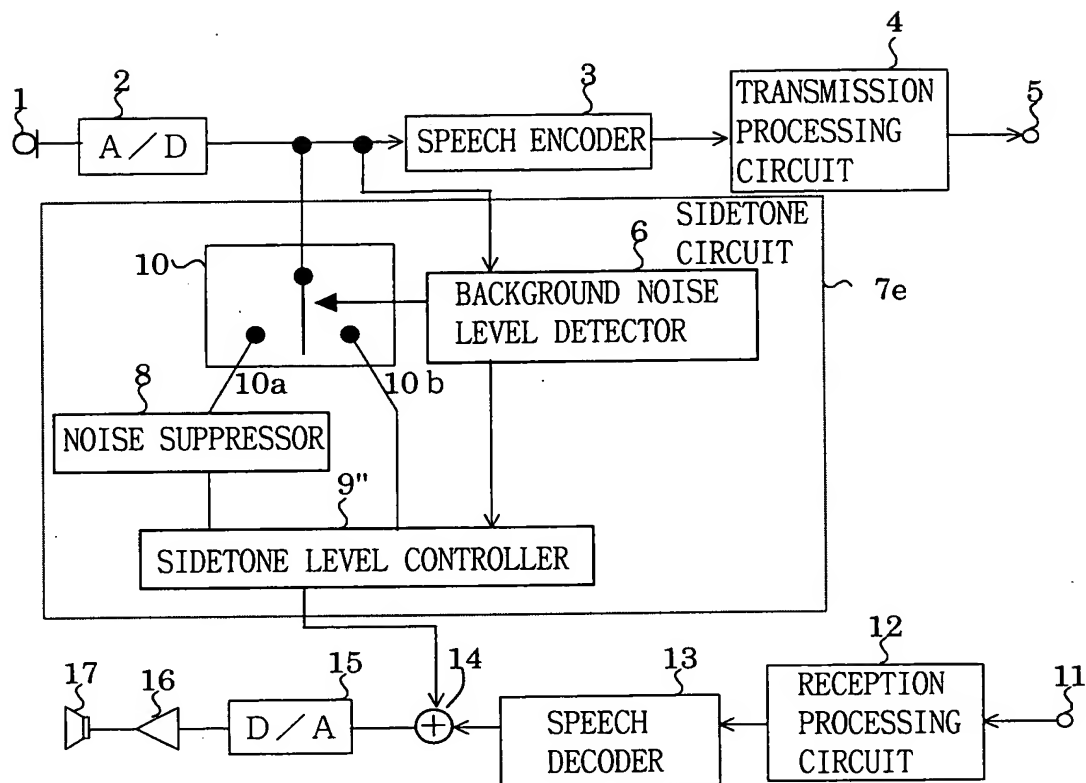 4
3
2
1
5
TRANSMISSION
PROCESSING
CIRCUIT
A/D
SPEECH ENCODER
SIDETONE
CIRCUIT
6
10
7e
BACKGROUND NOISE
LEVEL DETECTOR
10a
10b
8
NOISE SUPPRESSOR
9"
SIDETONE LEVEL CONTROLLER
12
13
14
15
16
17
11
RECEPTION
PROCESSING
CIRCUIT
D/A
+
SPEECH
DECODER